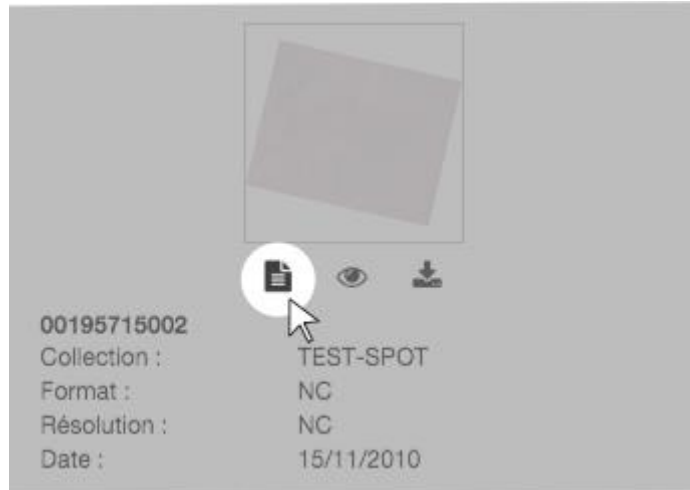 00195715002
Collection : TEST-SPOT
Format : NC
Résolution : NC
Date : 15/11/2010